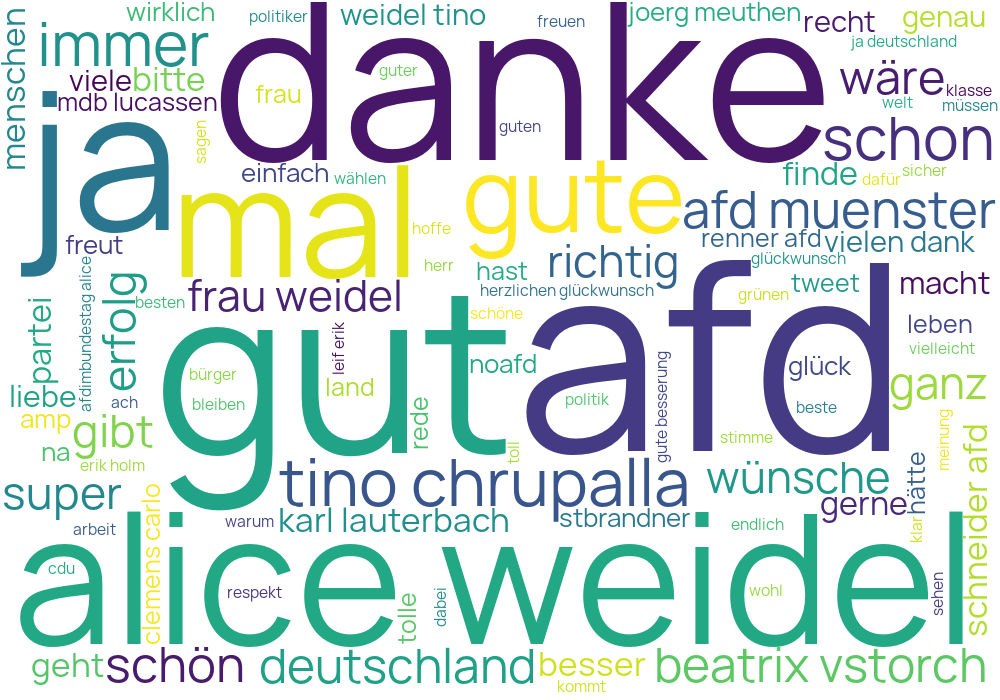 wirklich
politiker
weidel tino
freuen
joerg meuthen
recht
genau
immer
danke
ja deutschland
menschen
viele
bitte
guter
wäre
klasse
mdb lucassen
frau
welt
müssen
ja
sagen
guten
schon
einfach
wählen
finde
dafür
sicher
mal
gute
afd muenster
freut
hoffe
renner afd
vielen dank
herr
hast
richtig
glückwunsch
afdimbundestag alice
erfolg
besten
frau weidel
herzlichen glückwunsch
grünen
tweet
macht
partei
gut
schöne
afd
leben
leif erik
noafd
vielleicht
bürger
land
gute besserung
glück
liebe
ach
bleiben
politik
beste
ganz
amp
gibt
rede
toll
stimme
meinung
na
erik holm
tino chrupalla
wünsche
hätte
schneider afd
super
clemens carlo
gerne
arbeit
warum
karl lauterbach
stbrandner
endlich
klar
alice weidel
cdu
respekt
tolle
dabei
wohl
sehen
geht
schön
deutschland
besser
kommt
beatrix vstorch